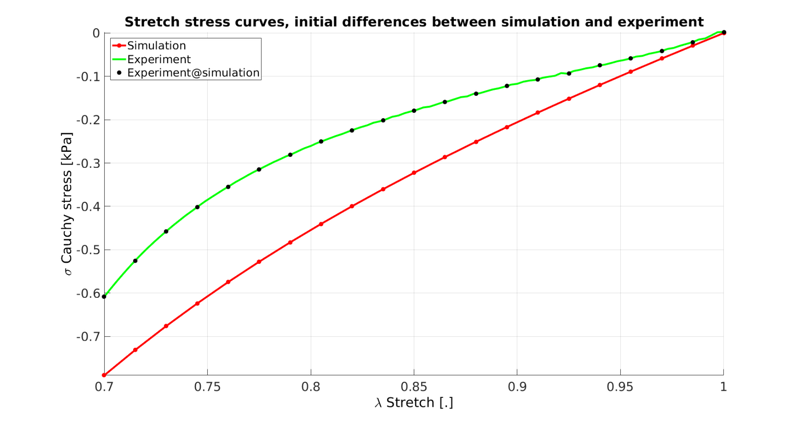 Stretch stress curves, initial differences between simulation and experiment
Simulation
Experiment
Experiment@simulation
σ Cauchy stress [kPa]
0
-0.1
-0.2
-0.3
-0.4
-0.5
-0.6
-0.7
0.7
0.75
0.8
0.85
0.9
0.95
1
λ Stretch [.]